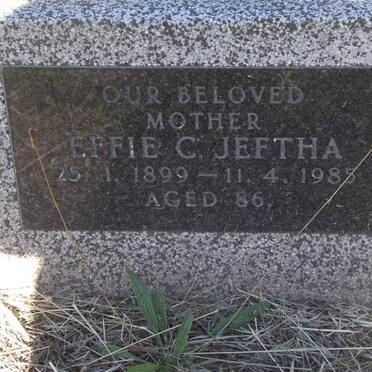 OUR BELOVED
MOTHER
EFFIE C. JEFTHA
25. 1. 1899 – 11. 4. 1985
AGED 86.